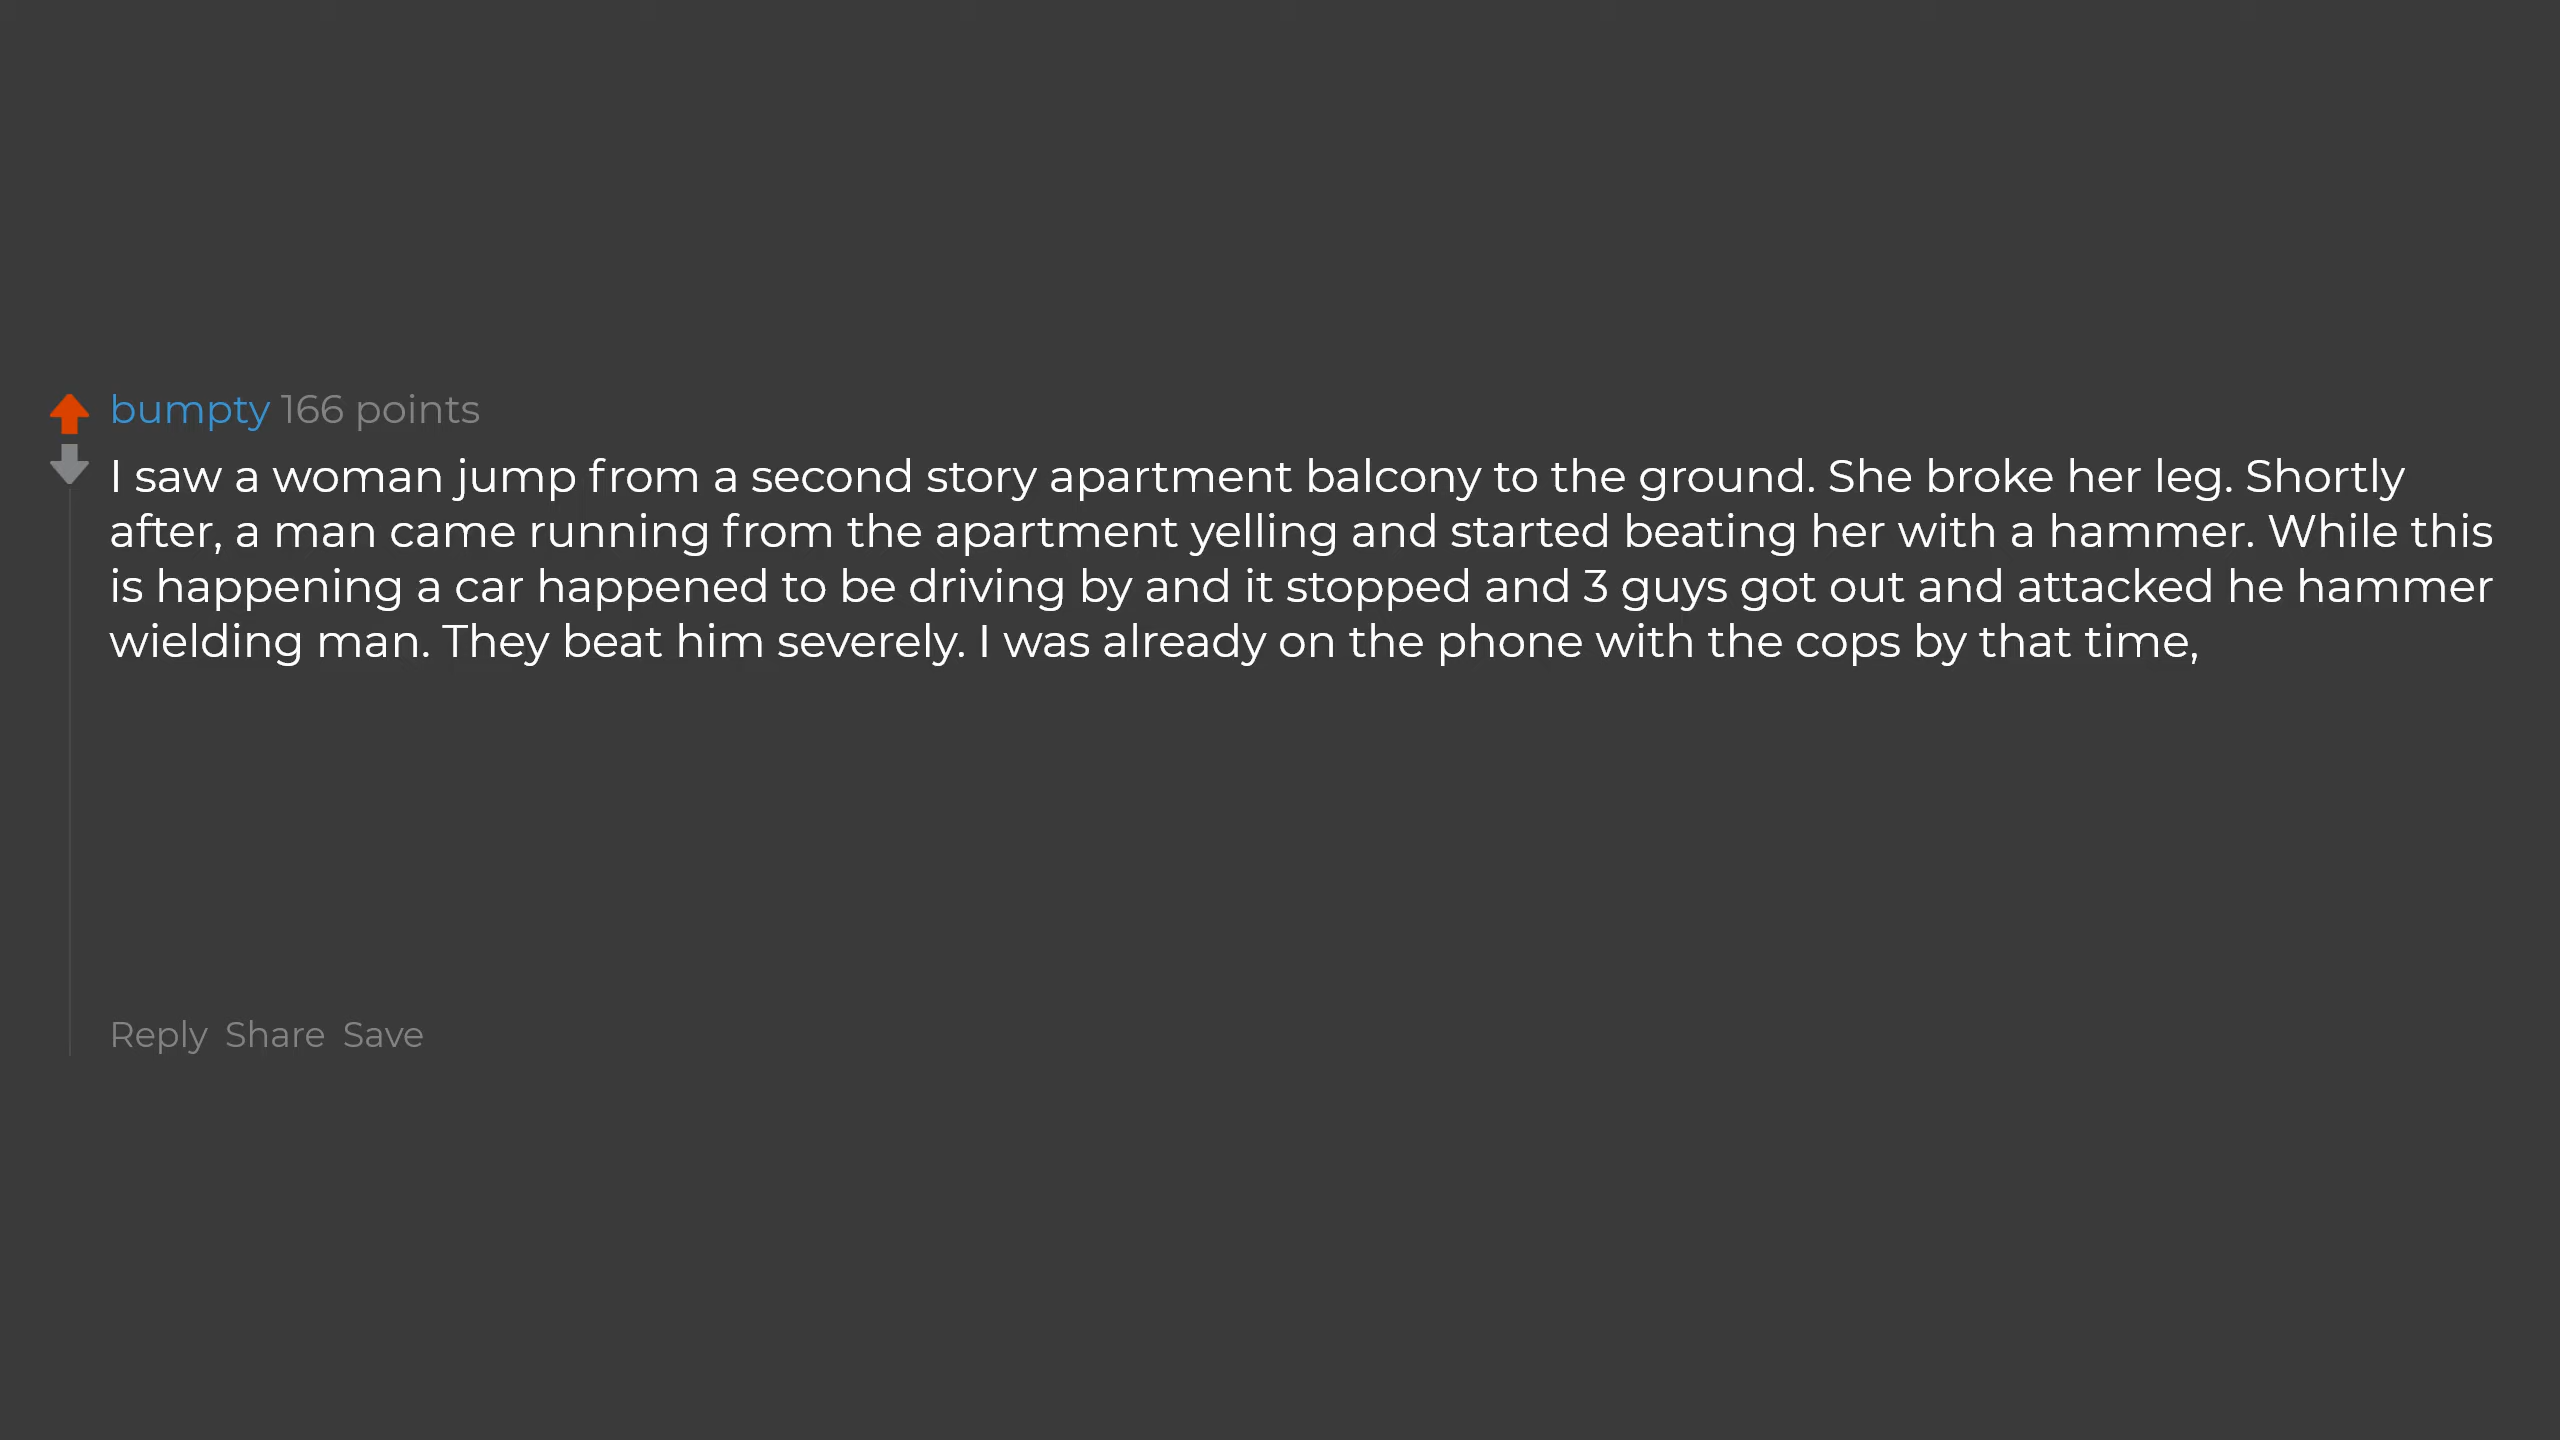 bumpty 166 points
I saw a woman jump from a second story apartment balcony to the ground. She broke her leg. Shortly
after, a man came running from the apartment yelling and started beating her with a hammer. While this
is happening a car happened to be driving by and it stopped and 3 guys got out and attacked he hammer
wielding man. They beat him severely. I was already on the phone with the cops by that time,
Reply Share Save